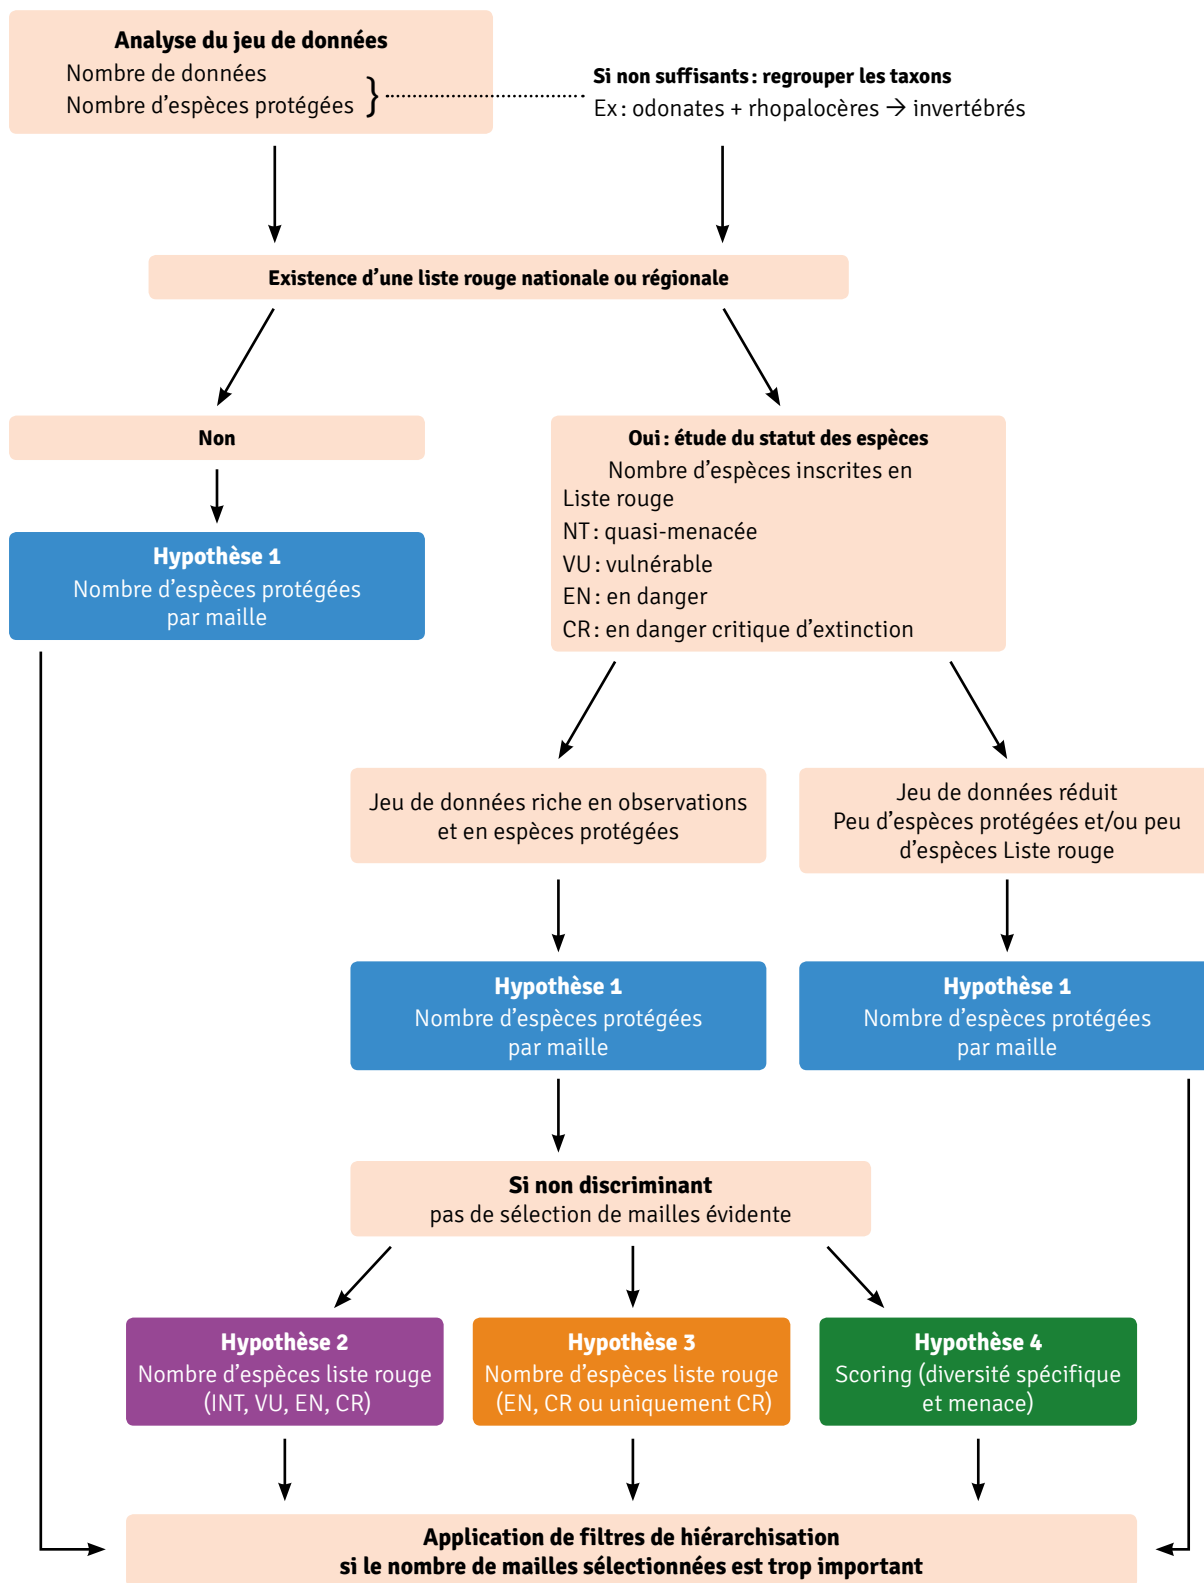 Analyse du jeu de données
Nombre de données
Nombre d'espèces protégées
}
Si non suffisants : regrouper les taxons
Ex : odonates + rhopalocères → invertébrés
Existence d'une liste rouge nationale ou régionale
Non
Hypothèse 1
Nombre d'espèces protégées
par maille
Oui : étude du statut des espèces
Nombre d'espèces inscrites en
Liste rouge
NT : quasi-menacée
VU : vulnérable
EN : en danger
CR : en danger critique d'extinction
Jeu de données riche en observations
et en espèces protégées
Jeu de données réduit
Peu d'espèces protégées et/ou peu
d'espèces Liste rouge
Hypothèse 1
Nombre d'espèces protégées
par maille
Hypothèse 1
Nombre d'espèces protégées
par maille
Si non discriminant
pas de sélection de mailles évidente
Hypothèse 2
Nombre d'espèces liste rouge
(INT, VU, EN, CR)
Hypothèse 3
Nombre d'espèces liste rouge
(EN, CR ou uniquement CR)
Hypothèse 4
Scoring (diversité spécifique
et menace)
Application de filtres de hiérarchisation
si le nombre de mailles sélectionnées est trop important